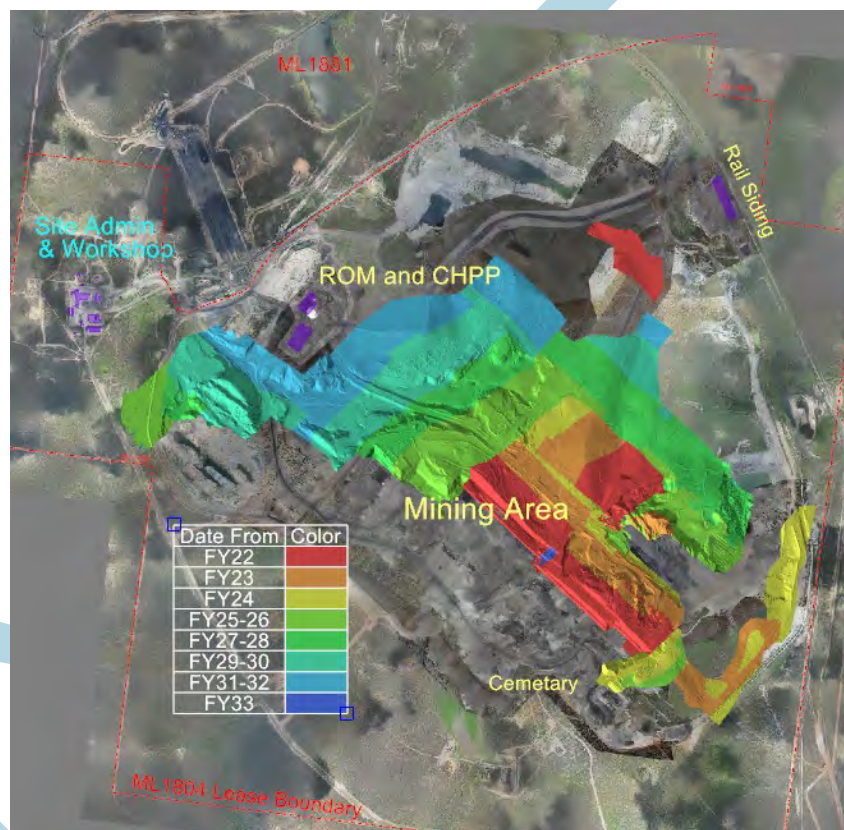 ML1881
Rail Siding
Site Admin
& Workshop
ROM and CHPP
Mining Area
Date From Color
FY22
FY23
FY24
FY25-26
FY27-28
FY29-30
FY31-32
FY33
Cemetary
ML1804 Lease Boundary